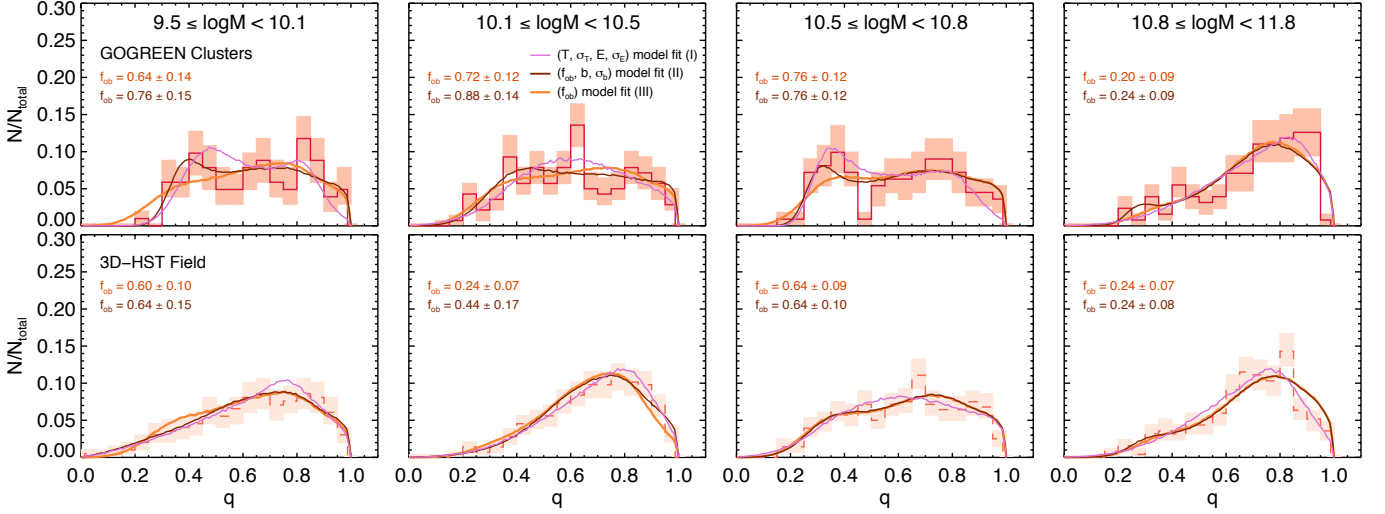 9.5 ≤ logM < 10.1
10.1 ≤ logM < 10.5
10.5 ≤ logM < 10.8
10.8 ≤ logM < 11.8
GOGREEN Clusters
f_ob = 0.64 ± 0.14
f_ob = 0.76 ± 0.15
f_ob = 0.72 ± 0.12
f_ob = 0.88 ± 0.14
(T, σ_T, E, σ_E) model fit (I)
(f_ob, b, σ_b) model fit (II)
(f_ob) model fit (III)
f_ob = 0.76 ± 0.12
f_ob = 0.76 ± 0.12
f_ob = 0.20 ± 0.09
f_ob = 0.24 ± 0.09
N/N_total
0.30
0.25
0.20
0.15
0.10
0.05
0.00
3D−HST Field
f_ob = 0.60 ± 0.10
f_ob = 0.64 ± 0.15
f_ob = 0.24 ± 0.07
f_ob = 0.44 ± 0.17
f_ob = 0.64 ± 0.09
f_ob = 0.64 ± 0.10
f_ob = 0.24 ± 0.07
f_ob = 0.24 ± 0.08
N/N_total
0.30
0.25
0.20
0.15
0.10
0.05
0.00
0.0 0.2 0.4 0.6 0.8 1.0
0.0 0.2 0.4 0.6 0.8 1.0
0.0 0.2 0.4 0.6 0.8 1.0
0.0 0.2 0.4 0.6 0.8 1.0
q
q
q
q